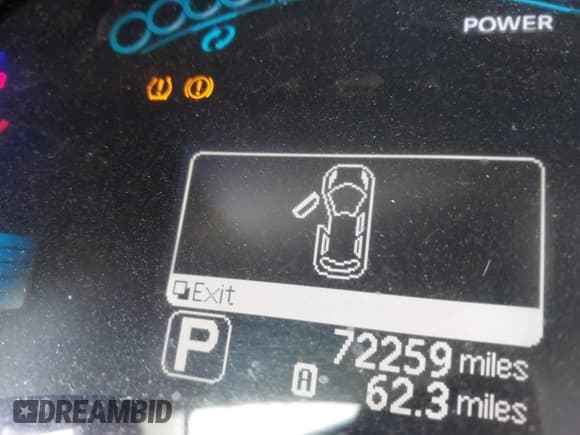 POWER
Exit
P
72259 miles
A 62.3 miles
DREAMBID